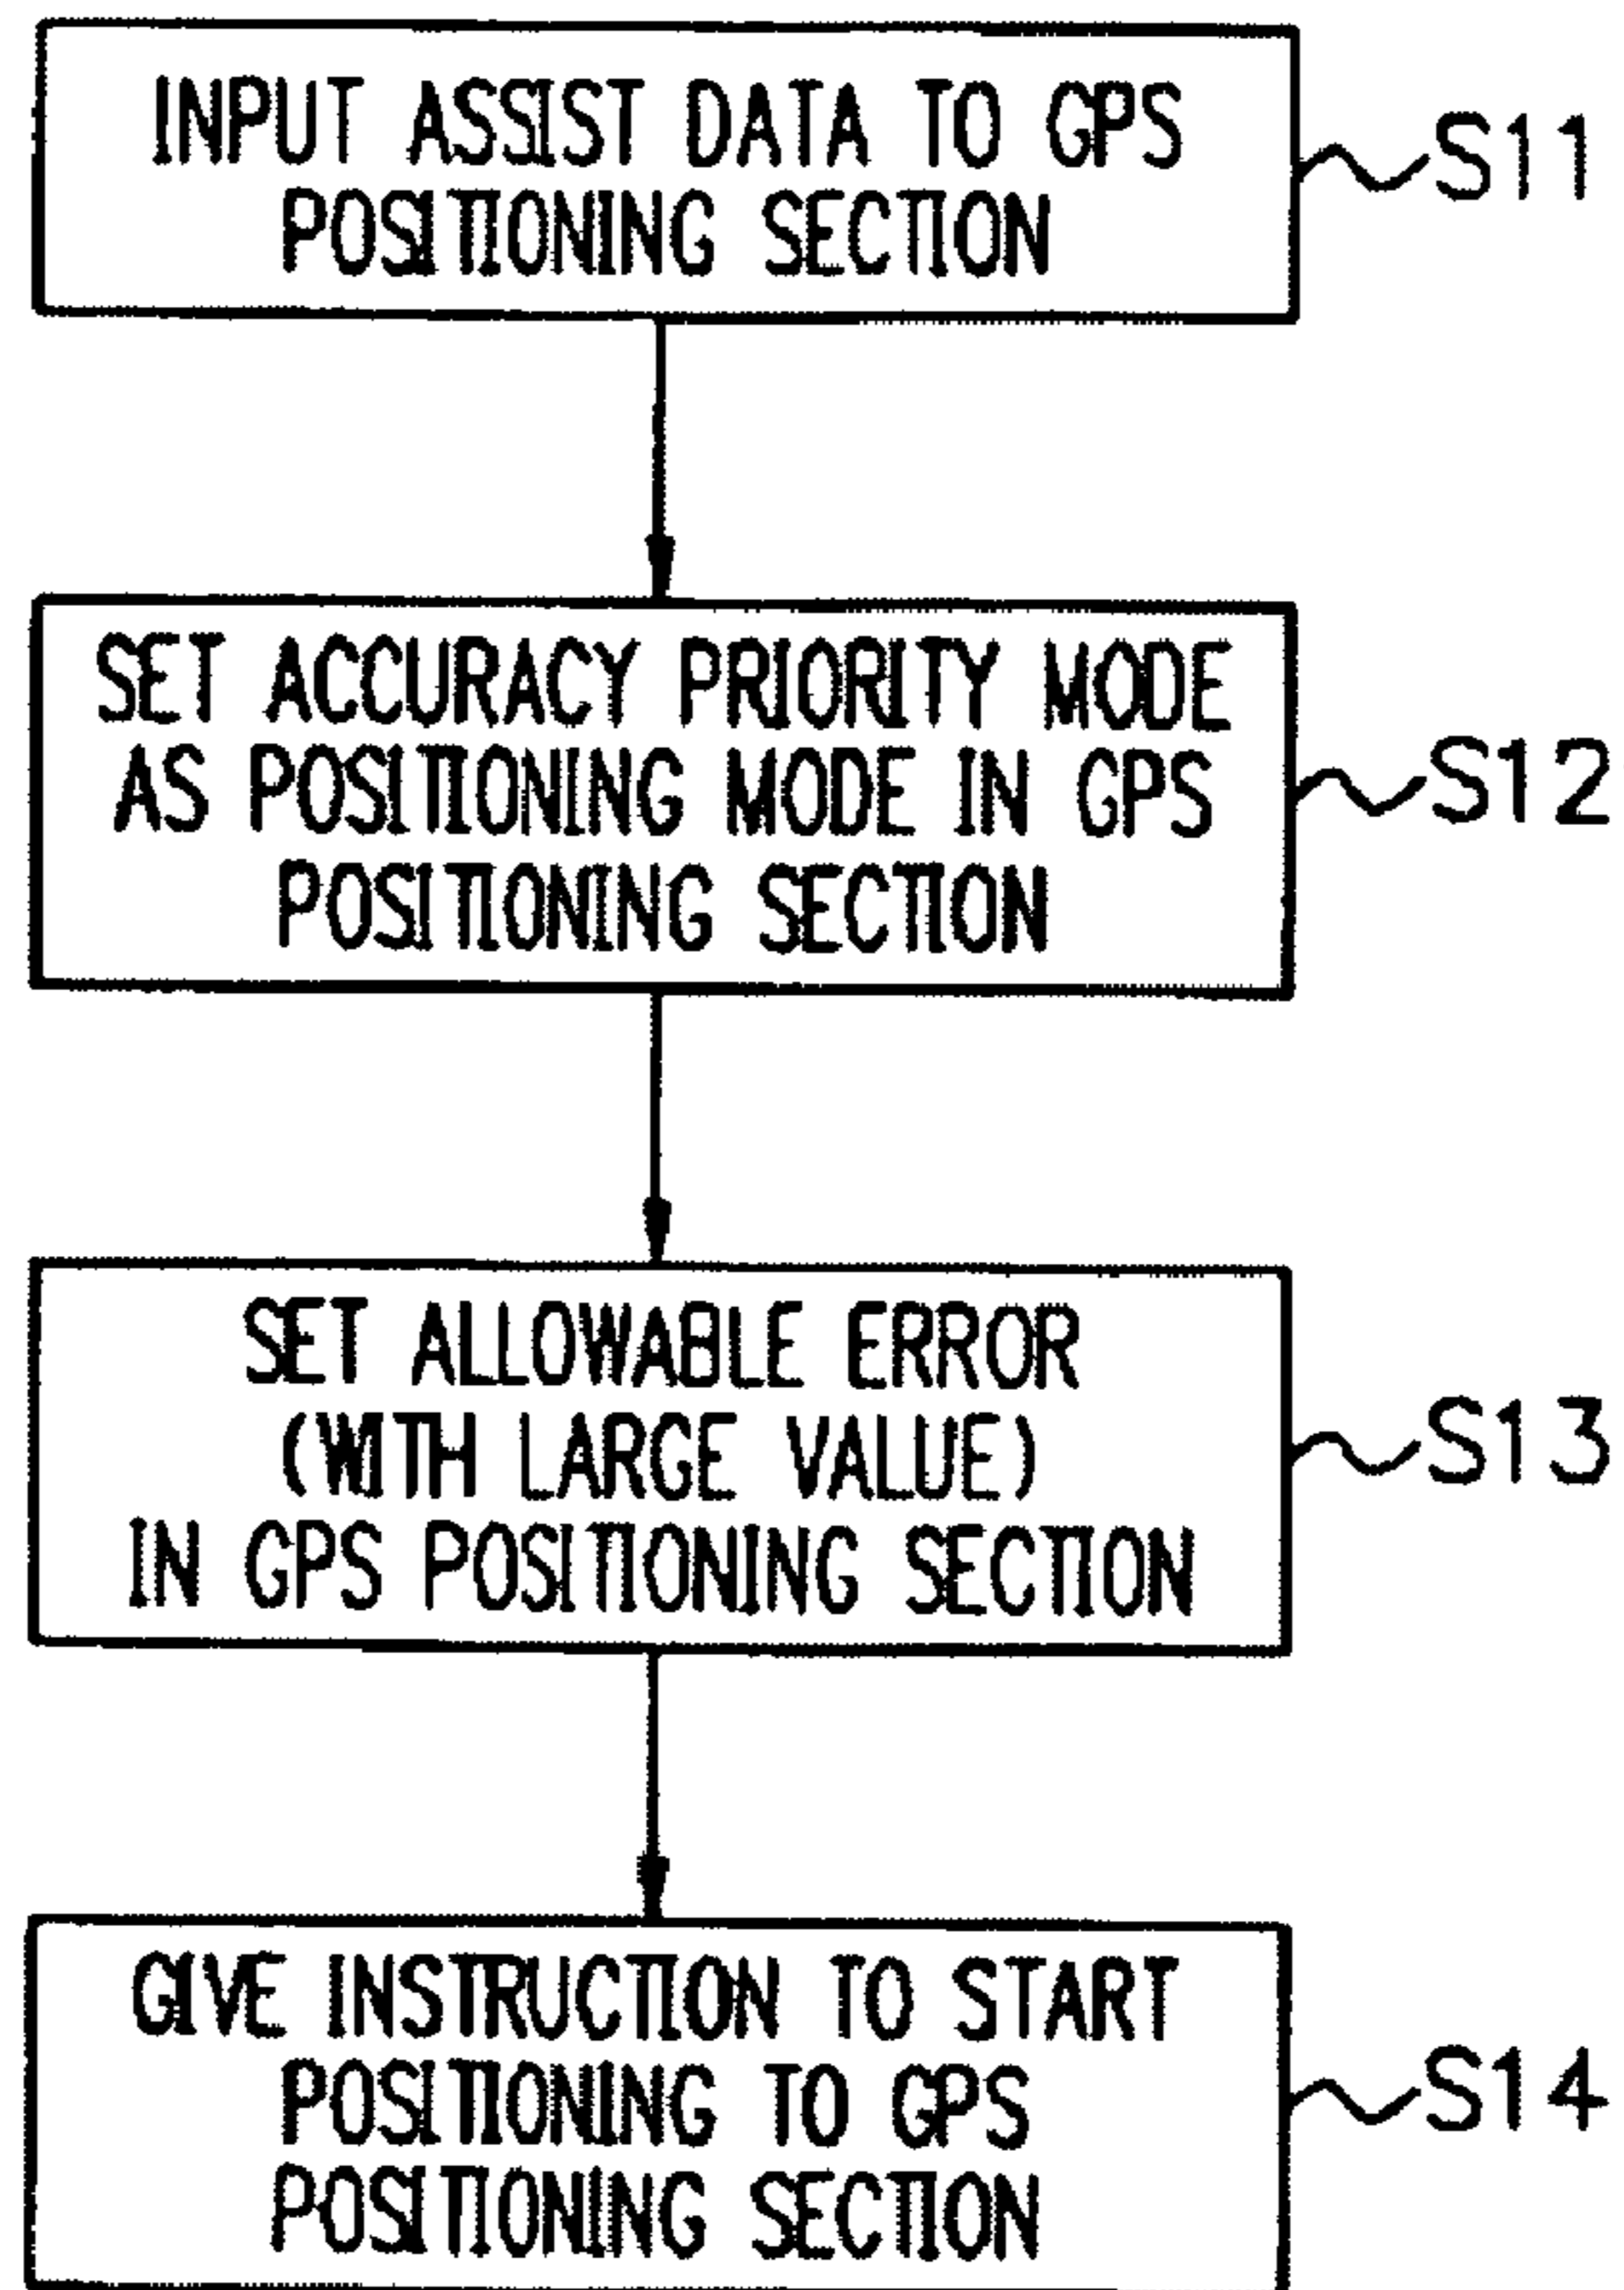 INPUT ASSIST DATA TO GPS
POSITIONING SECTION
S11
SET ACCURACY PRIORITY MODE
AS POSITIONING MODE IN GPS
POSITIONING SECTION
S12
SET ALLOWABLE ERROR
(WITH LARGE VALUE)
IN GPS POSITIONING SECTION
S13
GIVE INSTRUCTION TO START
POSITIONING TO GPS
POSITIONING SECTION
S14